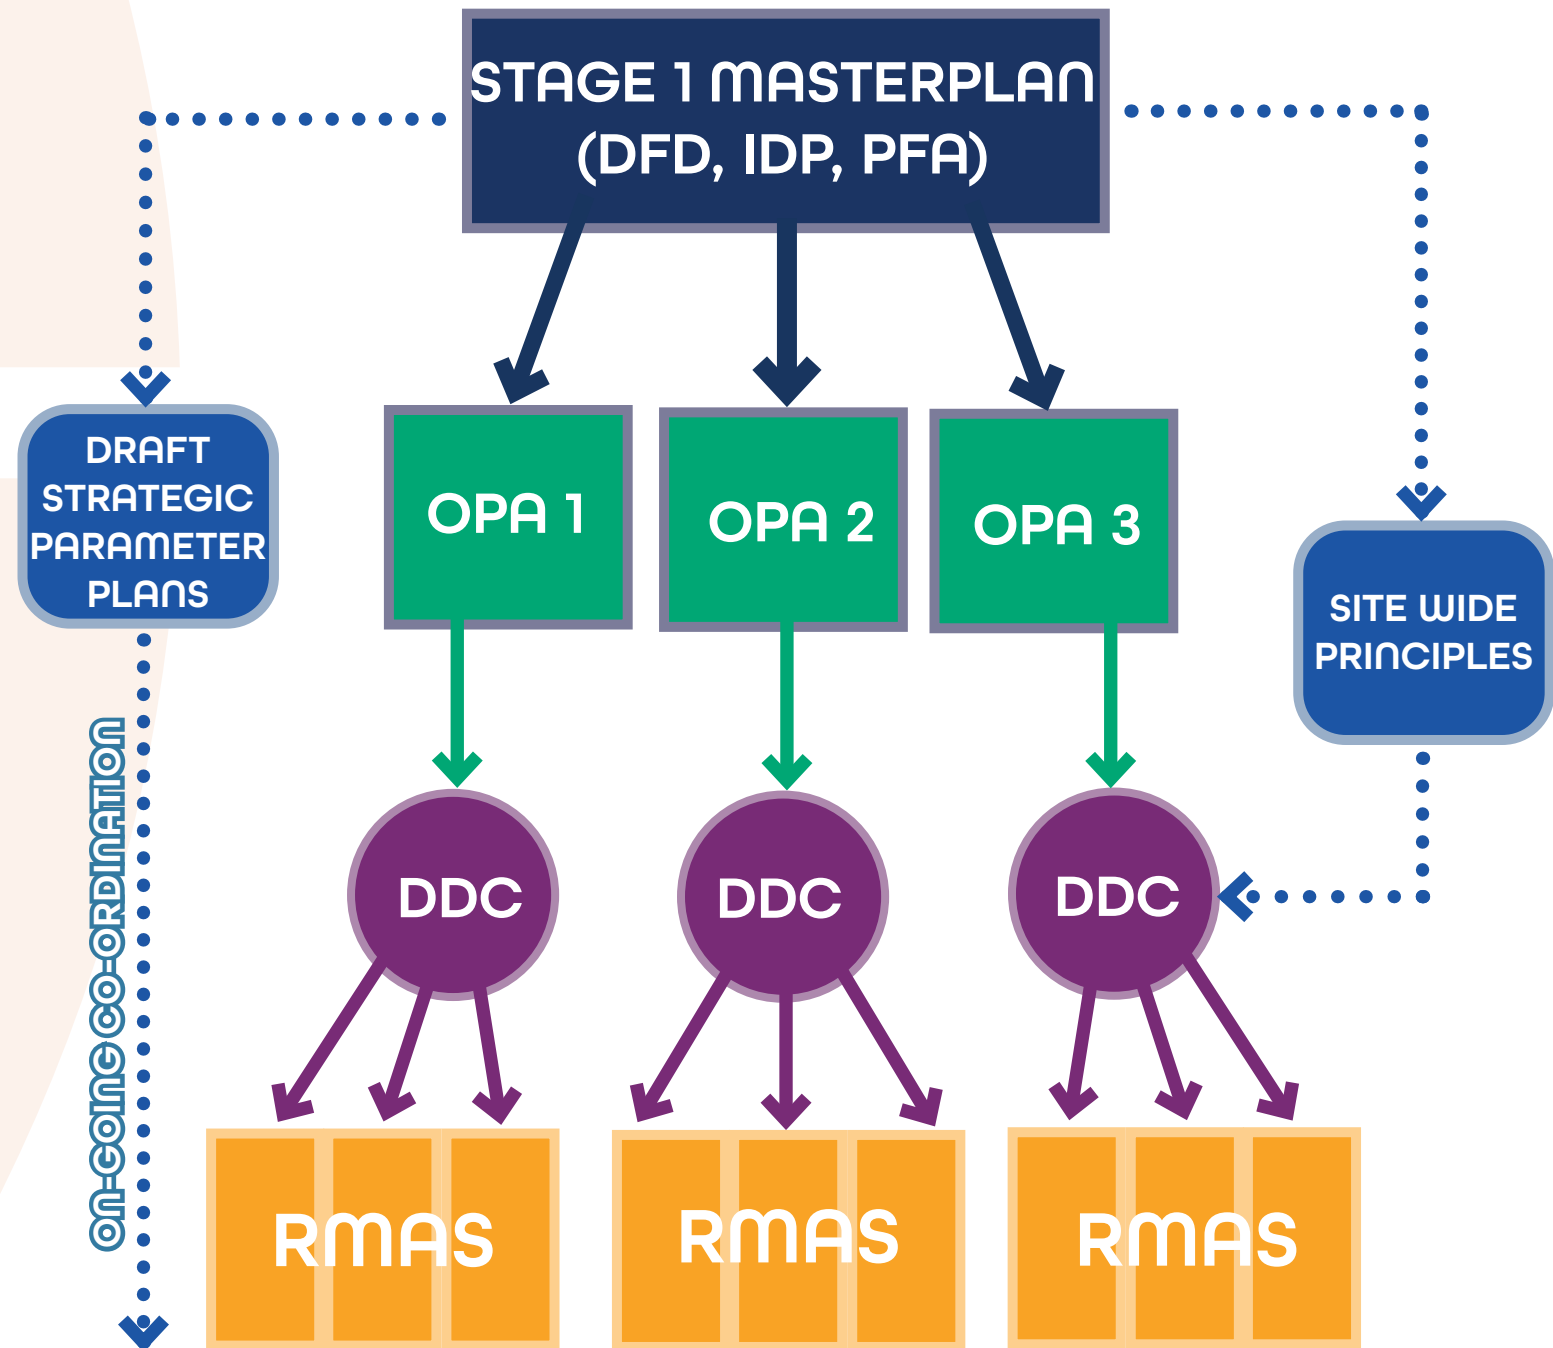 STAGE 1 MASTERPLAN
(DFD, IDP, PFA)
DRAFT
STRATEGIC
PARAMETER
PLANS
OPA 1
OPA 2
OPA 3
SITE WIDE
PRINCIPLES
ON-GOING CO-ORDINATION
DDC
DDC
DDC
RMAS
RMAS
RMAS